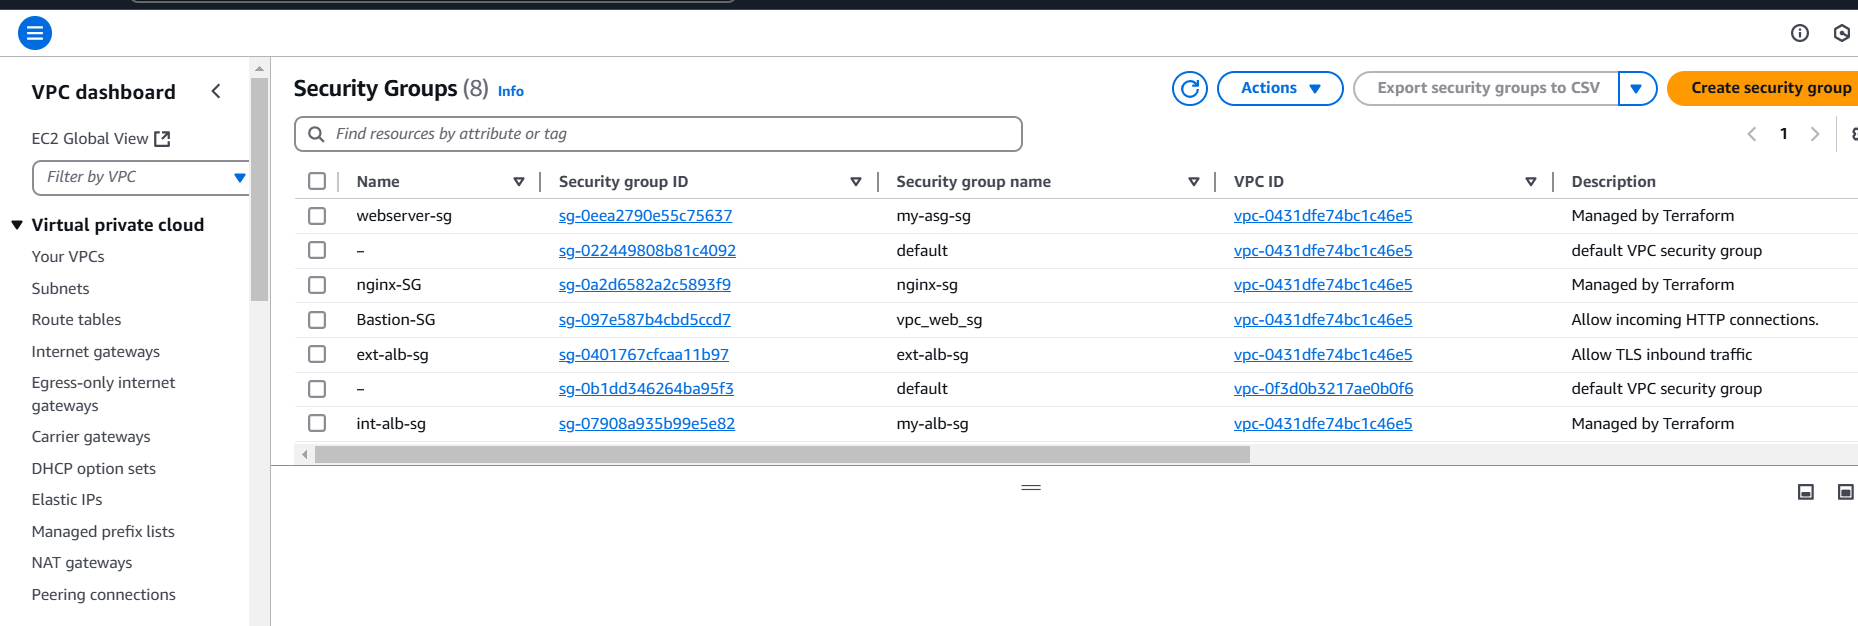 VPC dashboard
EC2 Global View
Filter by VPC
Virtual private cloud
Your VPCs
Subnets
Route tables
Internet gateways
Egress-only internet
gateways
Carrier gateways
DHCP option sets
Elastic IPs
Managed prefix lists
NAT gateways
Peering connections
Security Groups (8) Info
Actions
Export security groups to CSV
Create security group
Find resources by attribute or tag
1
Name Security group ID Security group name VPC ID Description
webserver-sg sg-0eea2790e55c75637 my-asg-sg vpc-0431dfe74bc1c46e5 Managed by Terraform
– sg-022449808b81c4092 default vpc-0431dfe74bc1c46e5 default VPC security group
nginx-SG sg-0a2d6582a2c5893f9 nginx-sg vpc-0431dfe74bc1c46e5 Managed by Terraform
Bastion-SG sg-097e587b4cbd5ccd7 vpc_web_sg vpc-0431dfe74bc1c46e5 Allow incoming HTTP connections.
ext-alb-sg sg-0401767cfcaa11b97 ext-alb-sg vpc-0431dfe74bc1c46e5 Allow TLS inbound traffic
– sg-0b1dd346264ba95f3 default vpc-0f3d0b3217ae0b0f6 default VPC security group
int-alb-sg sg-07908a935b99e5e82 my-alb-sg vpc-0431dfe74bc1c46e5 Managed by Terraform